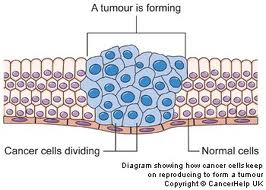 A tumour is forming
Cancer cells dividing
Normal cells
Diagram showing how cancer cells keep
on reproducing to form a tumour
Copyright © CancerHelp UK